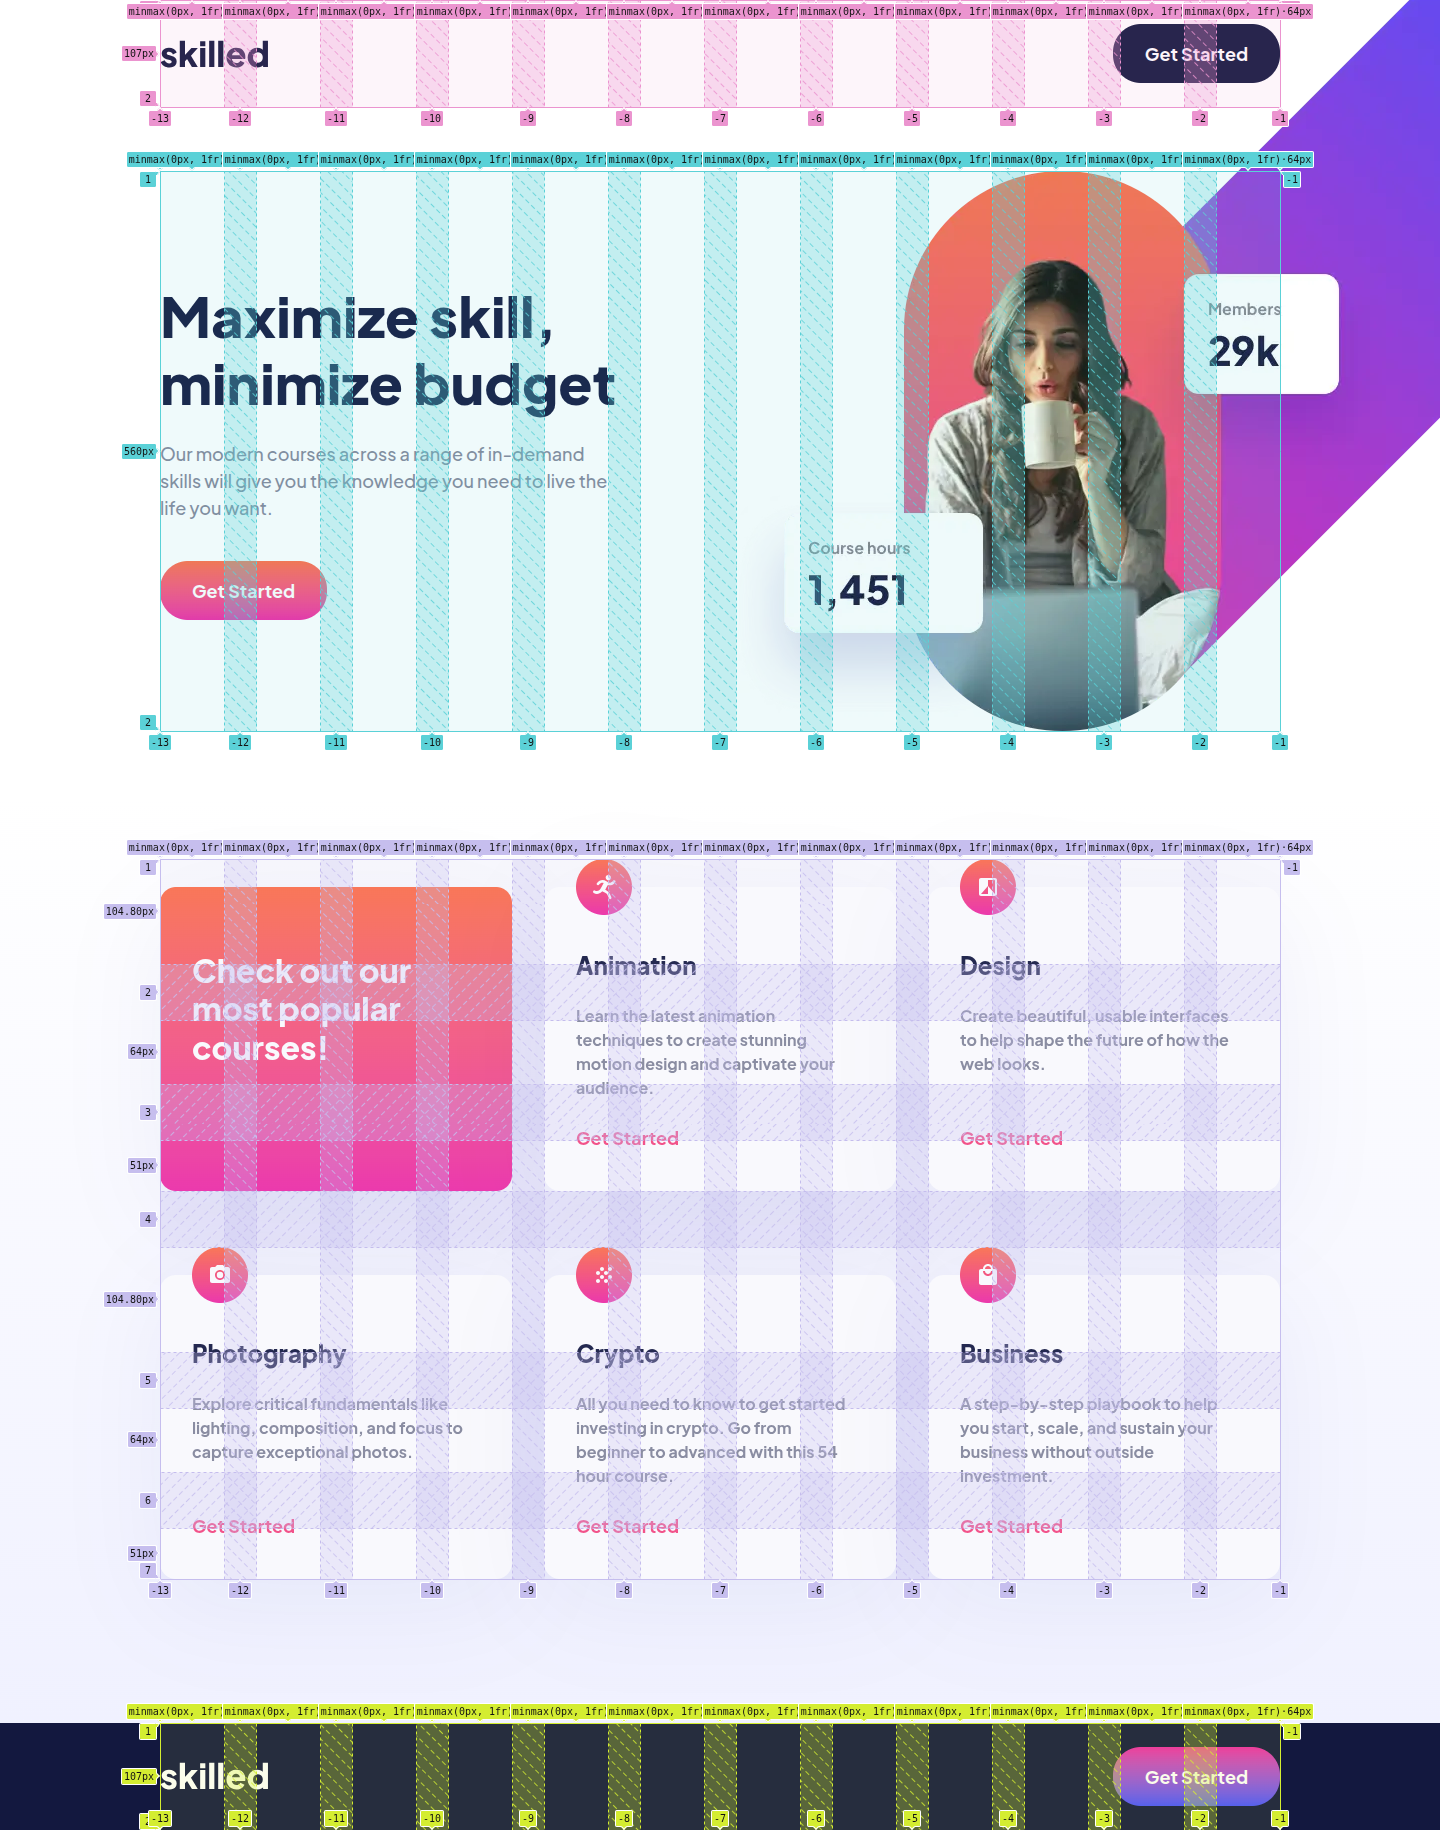 minmax(0px, 1fr) minmax(0px, 1fr) minmax(0px, 1fr) minmax(0px, 1fr) minmax(0px, 1fr) minmax(0px, 1fr) minmax(0px, 1fr) minmax(0px, 1fr) minmax(0px, 1fr) minmax(0px, 1fr) minmax(0px, 1fr) minmax(0px, 1fr)·64px
107px
skilled
Get Started
2
-13 -12 -11 -10 -9 -8 -7 -6 -5 -4 -3 -2 -1
minmax(0px, 1fr) minmax(0px, 1fr) minmax(0px, 1fr) minmax(0px, 1fr) minmax(0px, 1fr) minmax(0px, 1fr) minmax(0px, 1fr) minmax(0px, 1fr) minmax(0px, 1fr) minmax(0px, 1fr) minmax(0px, 1fr) minmax(0px, 1fr)·64px
1
-1
Maximize skill,
minimize budget
560px
Our modern courses across a range of in-demand
skills will give you the knowledge you need to live the
life you want.
Get Started
Members
29k
Course hours
1,451
2
-13 -12 -11 -10 -9 -8 -7 -6 -5 -4 -3 -2 -1
minmax(0px, 1fr) minmax(0px, 1fr) minmax(0px, 1fr) minmax(0px, 1fr) minmax(0px, 1fr) minmax(0px, 1fr) minmax(0px, 1fr) minmax(0px, 1fr) minmax(0px, 1fr) minmax(0px, 1fr) minmax(0px, 1fr) minmax(0px, 1fr)·64px
1
-1
104.80px
2
64px
3
51px
4
Check out our
most popular
courses!
Animation
Learn the latest animation
techniques to create stunning
motion design and captivate your
audience.
Get Started
Design
Create beautiful, usable interfaces
to help shape the future of how the
web looks.
Get Started
104.80px
5
64px
6
51px
7
Photography
Explore critical fundamentals like
lighting, composition, and focus to
capture exceptional photos.
Get Started
Crypto
All you need to know to get started
investing in crypto. Go from
beginner to advanced with this 54
hour course.
Get Started
Business
A step-by-step playbook to help
you start, scale, and sustain your
business without outside
investment.
Get Started
-13 -12 -11 -10 -9 -8 -7 -6 -5 -4 -3 -2 -1
minmax(0px, 1fr) minmax(0px, 1fr) minmax(0px, 1fr) minmax(0px, 1fr) minmax(0px, 1fr) minmax(0px, 1fr) minmax(0px, 1fr) minmax(0px, 1fr) minmax(0px, 1fr) minmax(0px, 1fr) minmax(0px, 1fr) minmax(0px, 1fr)·64px
1
-1
107px
skilled
Get Started
-13 -12 -11 -10 -9 -8 -7 -6 -5 -4 -3 -2 -1